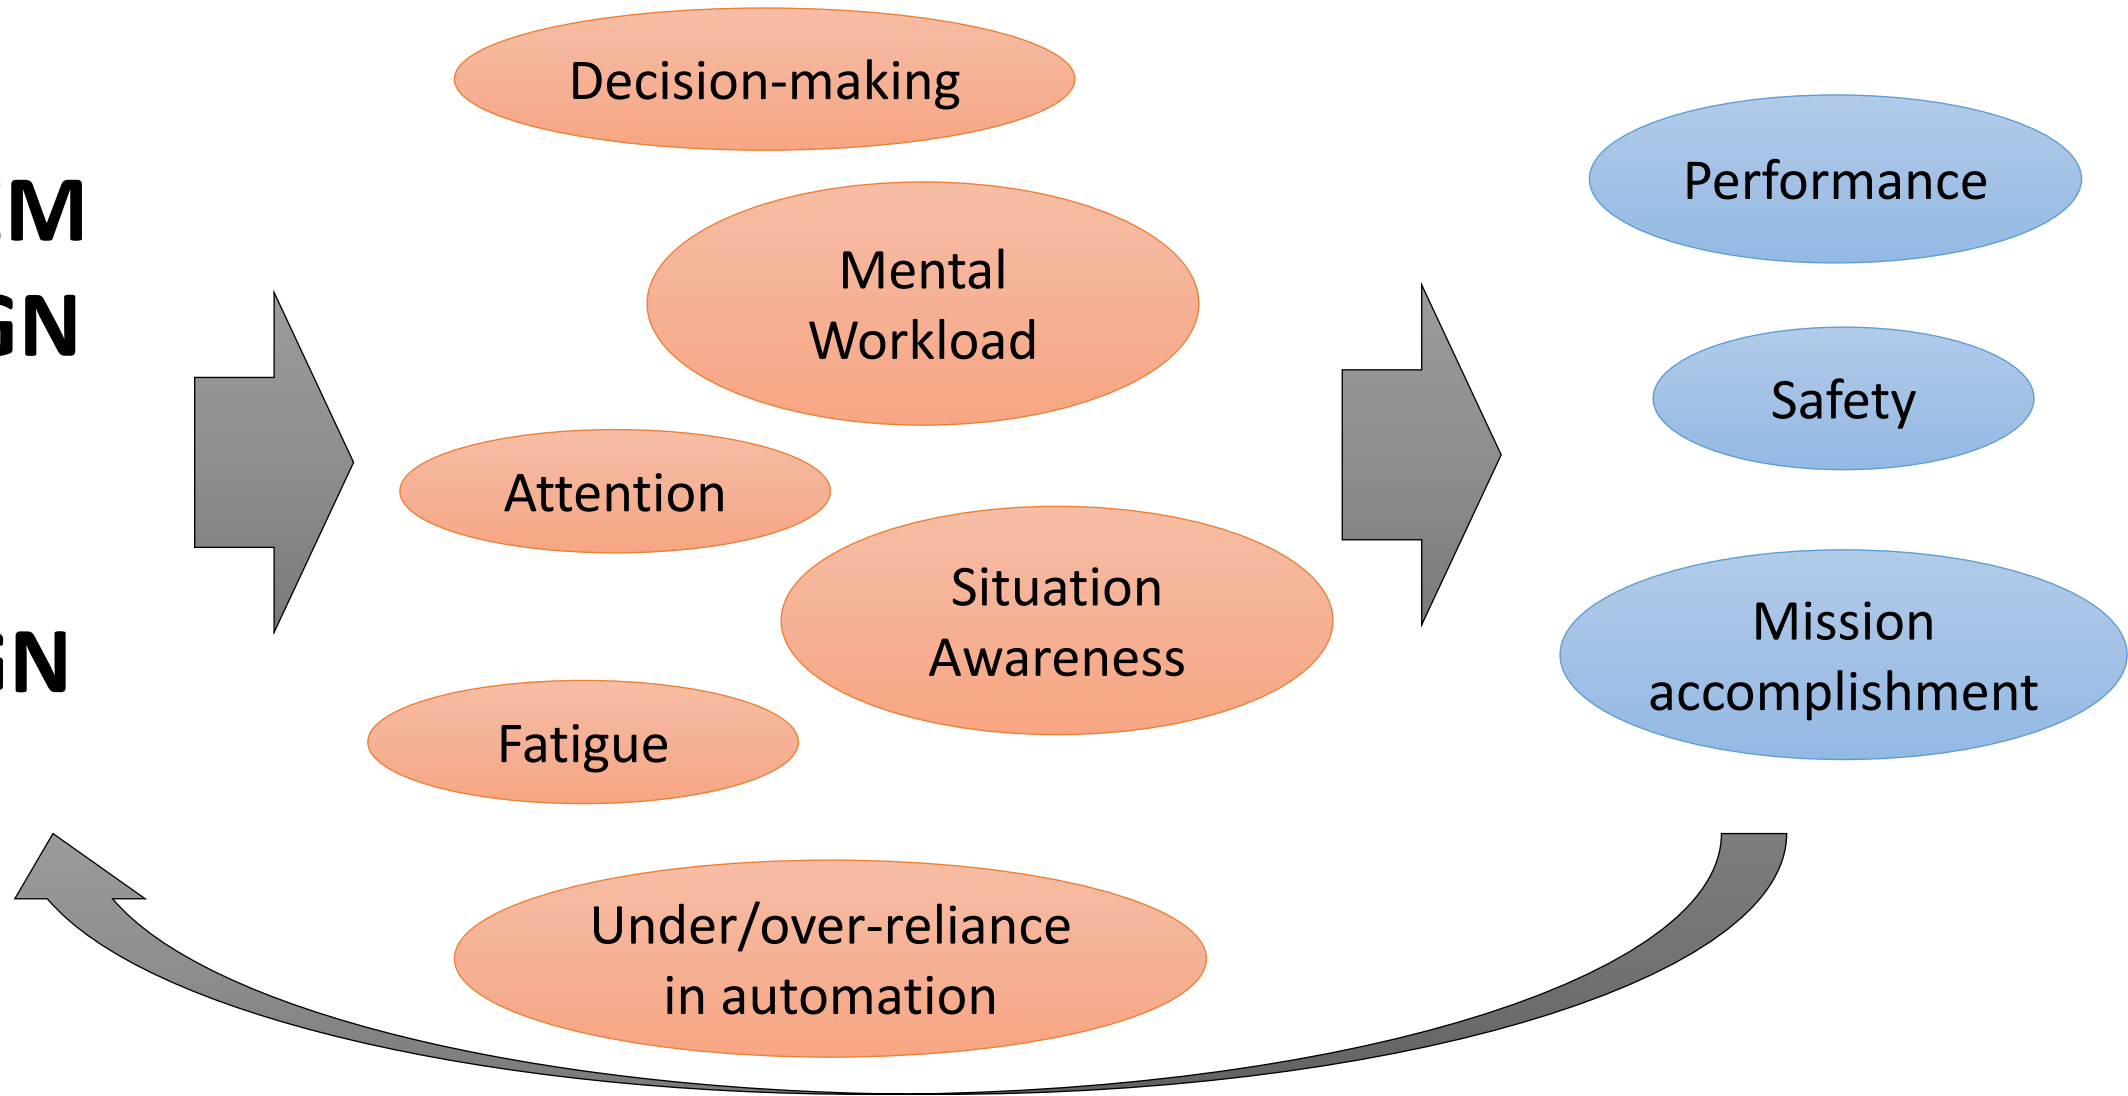 Decision-making
Mental
Workload
Attention
Situation
Awareness
Fatigue
Under/over-reliance
in automation
Performance
Safety
Mission
accomplishment